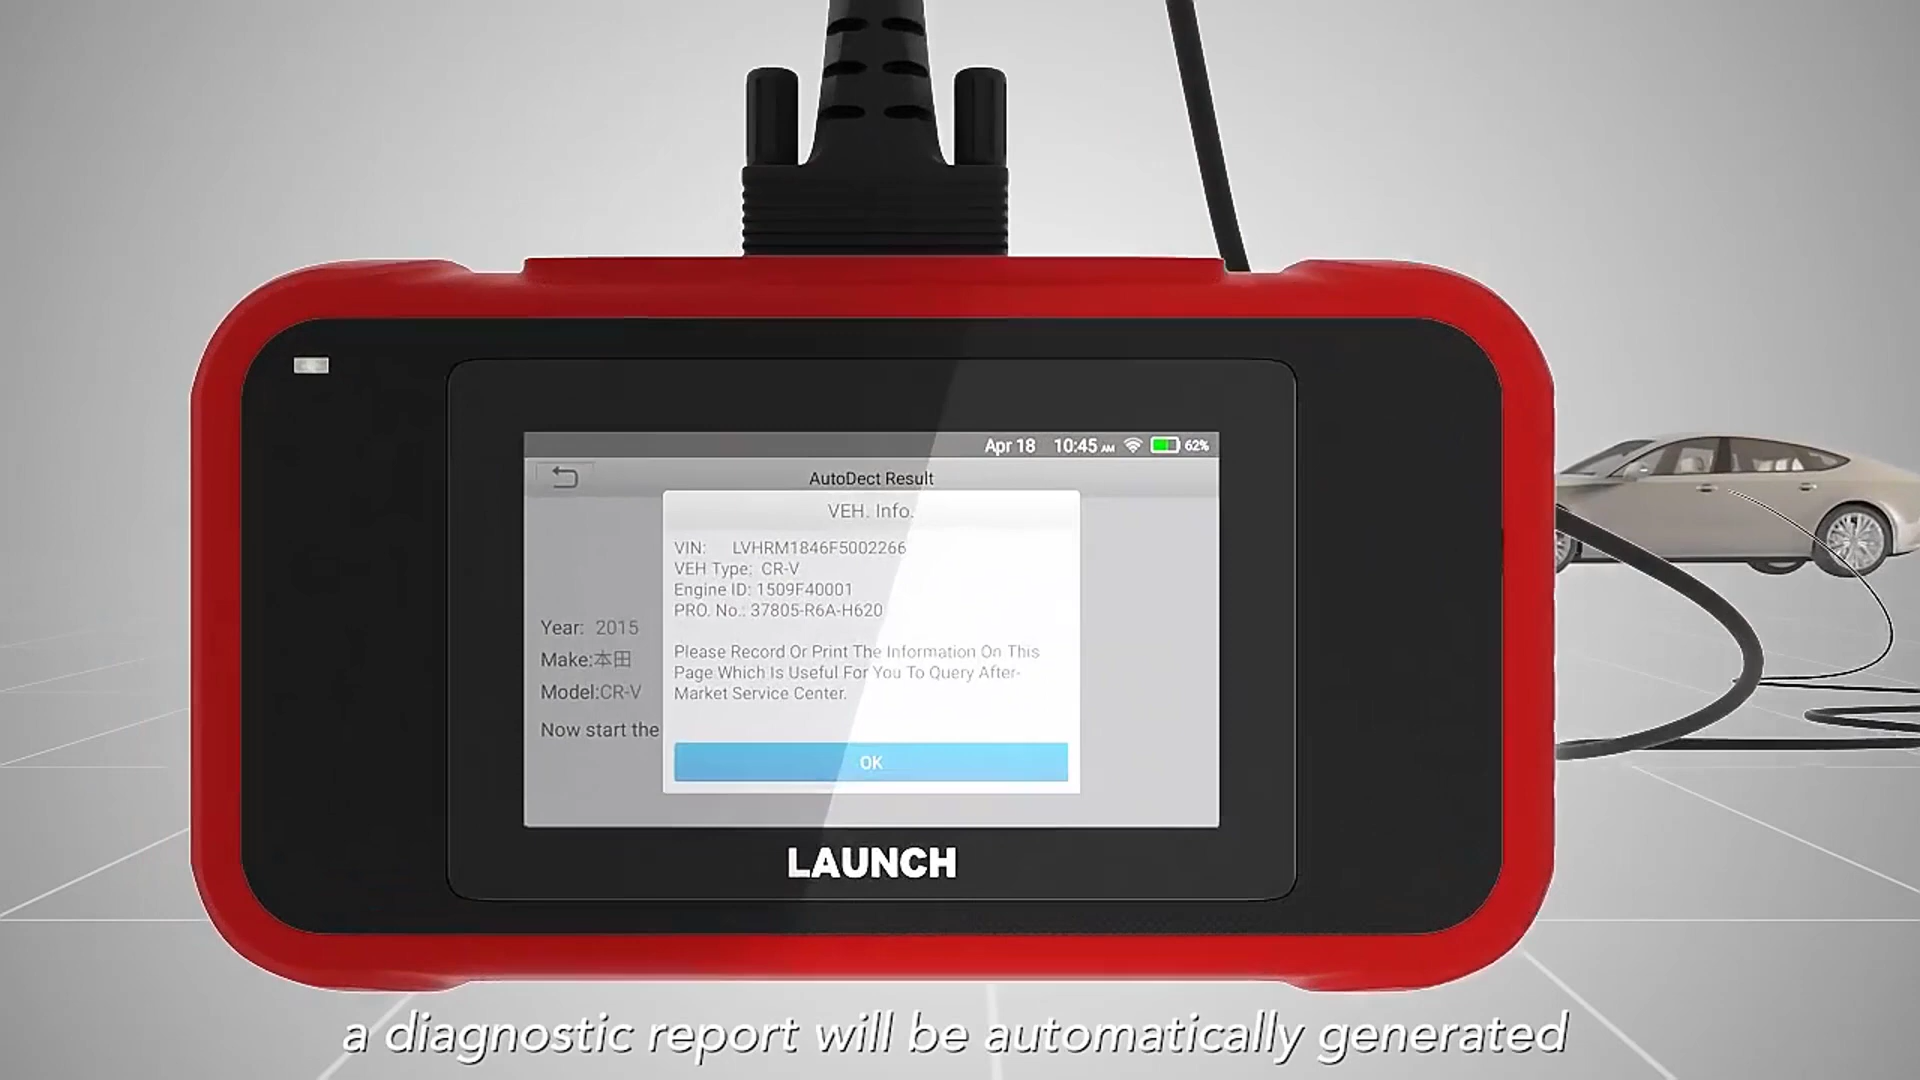 Apr 18 10:45 AM 62%
AutoDect Result
VEH. Info.
VIN: LVHRM1846F5002266
VEH Type: CR-V
Engine ID: 1509F40001
PRO. No.: 37805-R6A-H620
Please Record Or Print The Information On This
Page Which Is Useful For You To Query After-
Market Service Center.
OK
Year: 2015
Make:本田
Model:CR-V
Now start the
LAUNCH
a diagnostic report will be automatically generated